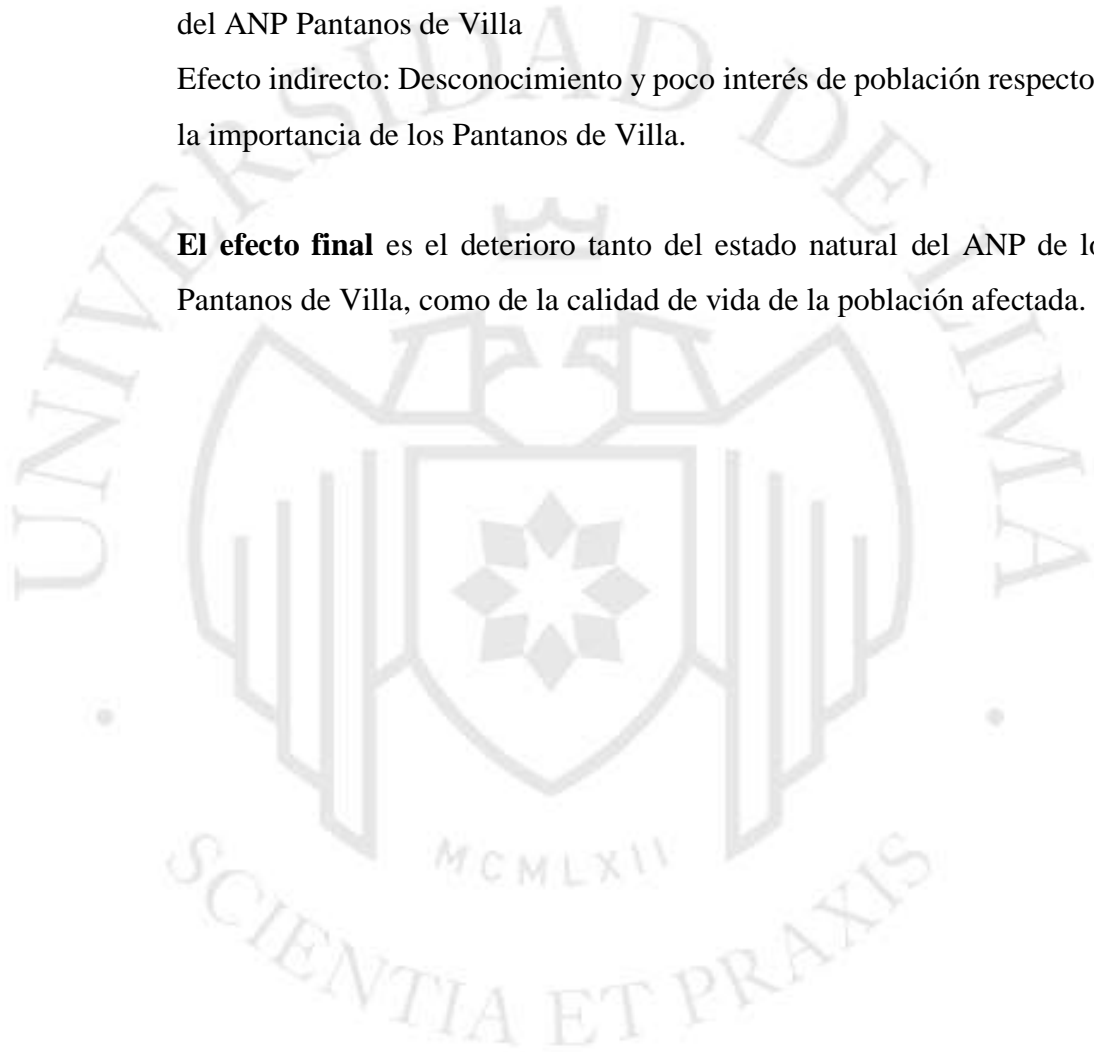 del ANP Pantanos de Villa
Efecto indirecto: Desconocimiento y poco interés de población respecto
la importancia de los Pantanos de Villa.
El efecto final es el deterioro tanto del estado natural del ANP de lo
Pantanos de Villa, como de la calidad de vida de la población afectada.
UNIVERSIDAD DE LIMA
MCMLXII
SCIENTIA ET PRAXIS